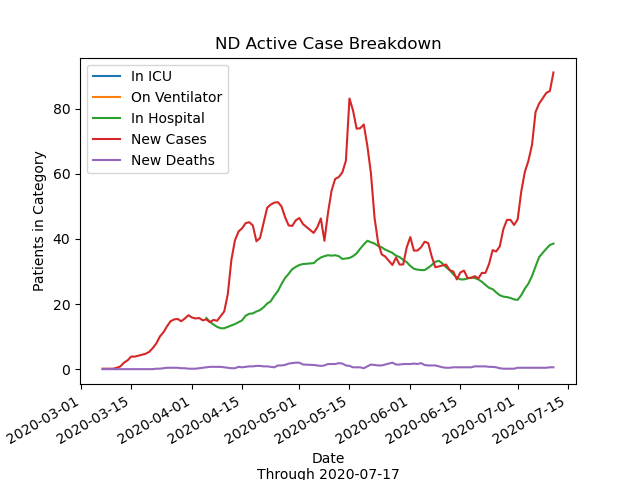 ND Active Case Breakdown
In ICU
On Ventilator
In Hospital
New Cases
New Deaths
Patients in Category
80
60
40
20
0
2020-03-01
2020-03-15
2020-04-01
2020-04-15
2020-05-01
2020-05-15
2020-06-01
2020-06-15
2020-07-01
2020-07-15
Date
Through 2020-07-17